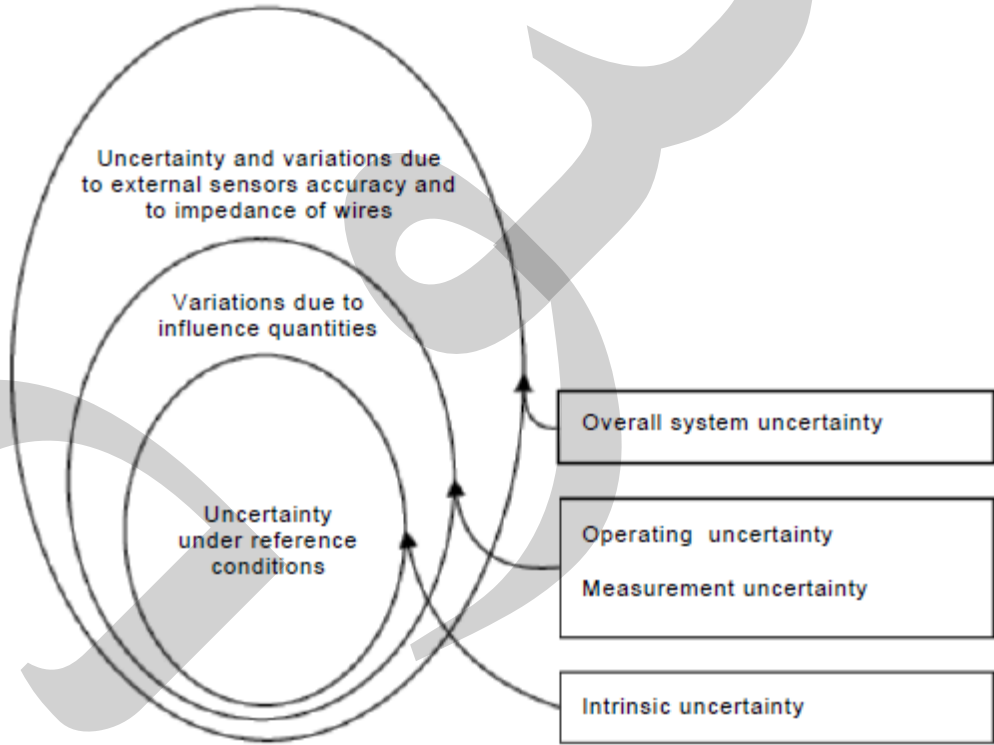 Uncertainty and variations due
to external sensors accuracy and
to impedance of wires
Variations due to
influence quantities
Uncertainty
under reference
conditions
Overall system uncertainty
Operating uncertainty
Measurement uncertainty
Intrinsic uncertainty